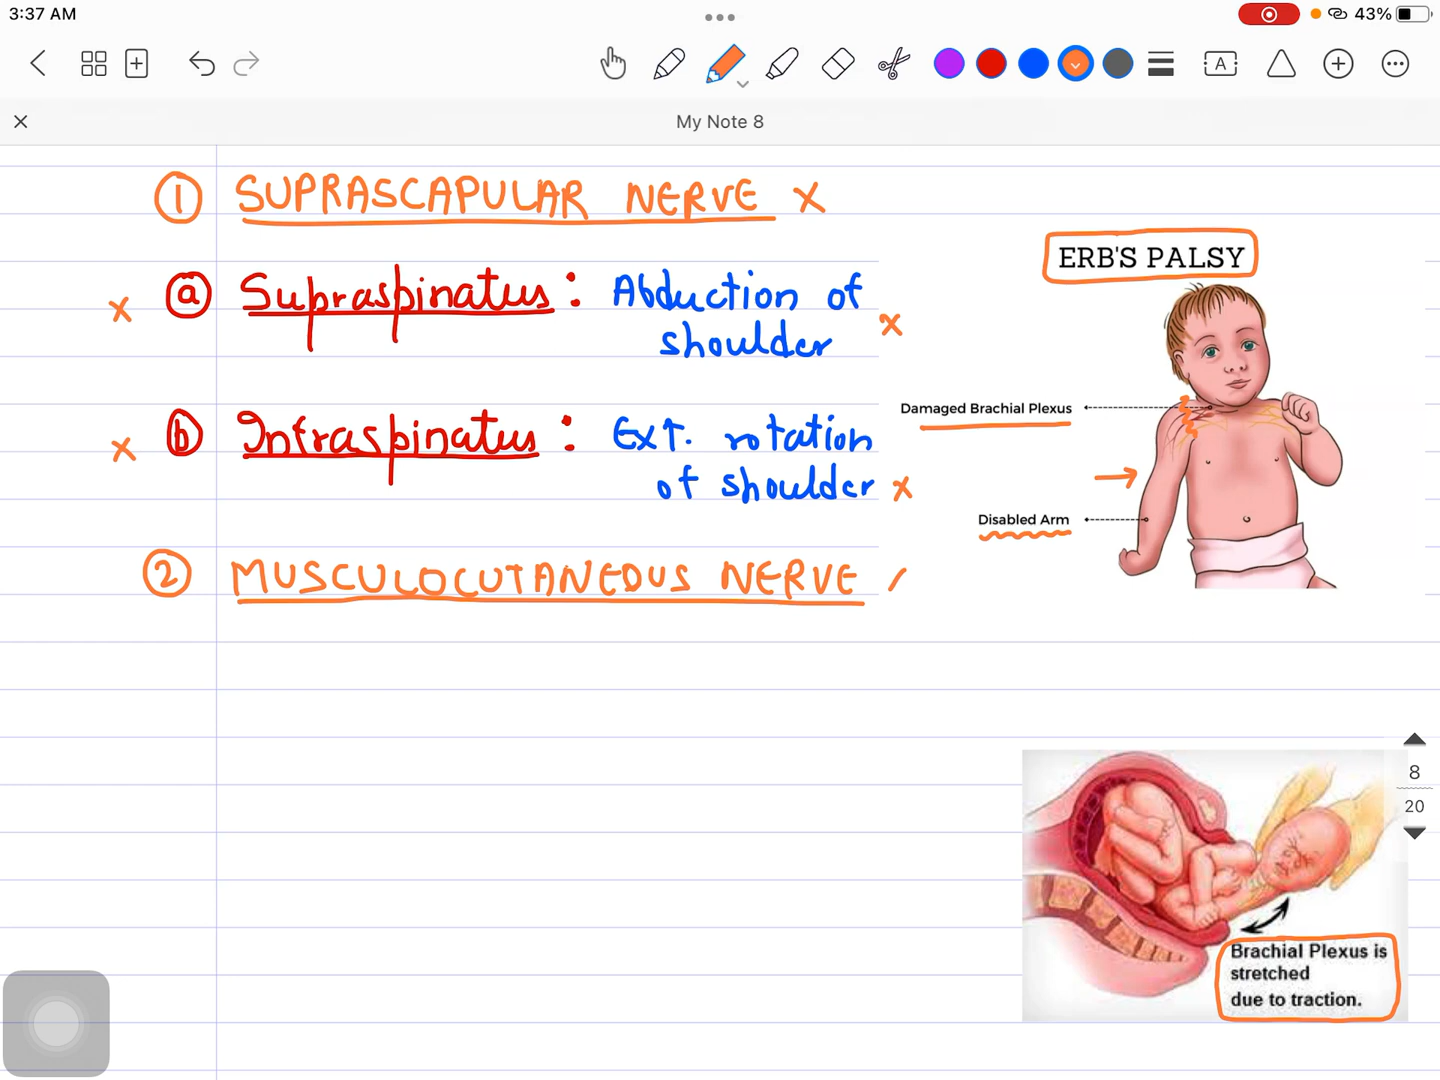 3:37 AM
43%
A
My Note 8
① SUPRASCAPULAR NERVE X
X ⓐ Supraspinatus : Abduction of
shoulder X
X ⓑ Infraspinatus : Ext. rotation
of shoulder X
② MUSCULOCUTANEOUS NERVE
ERB'S PALSY
Damaged Brachial Plexus
Disabled Arm
8
20
Brachial Plexus is
stretched
due to traction.